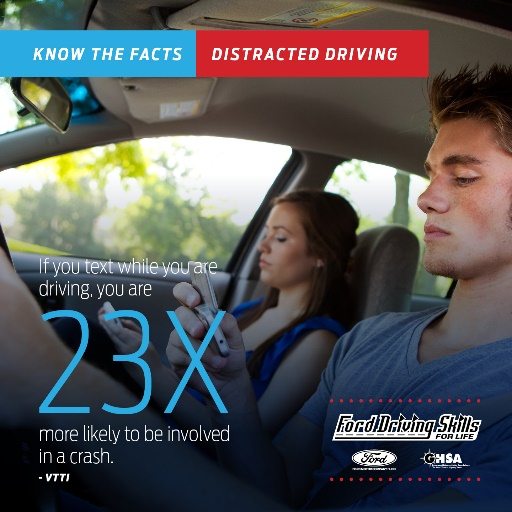 KNOW THE FACTS DISTRACTED DRIVING
If you text while you are
driving, you are
23X
more likely to be involved
in a crash.
- VTTI
Ford Driving Skills
FOR LIFE
Ford GHSA